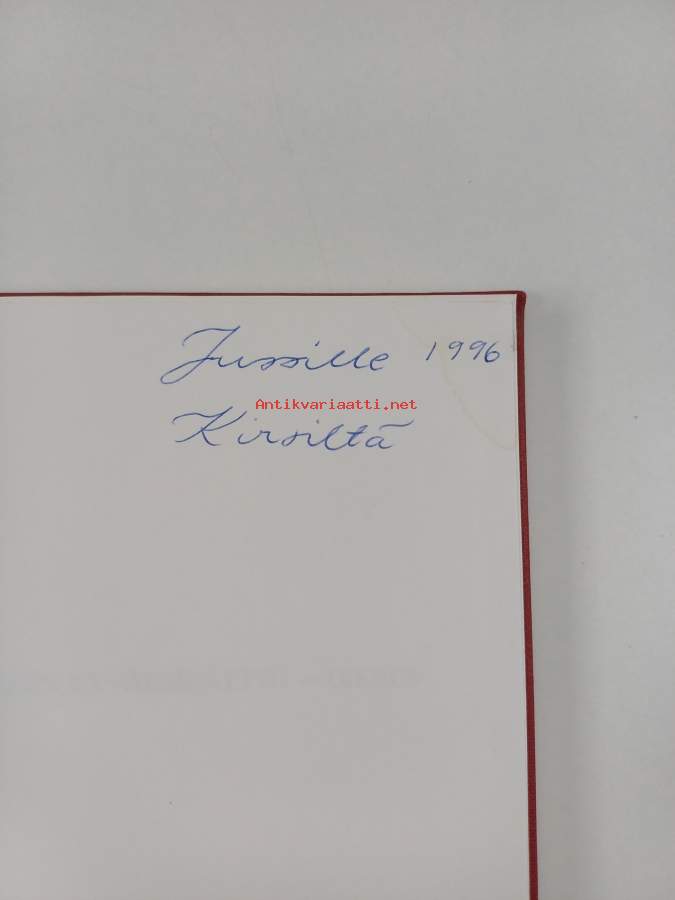 Jussille 1996
Antikvariaatti.net
Kirsiltä